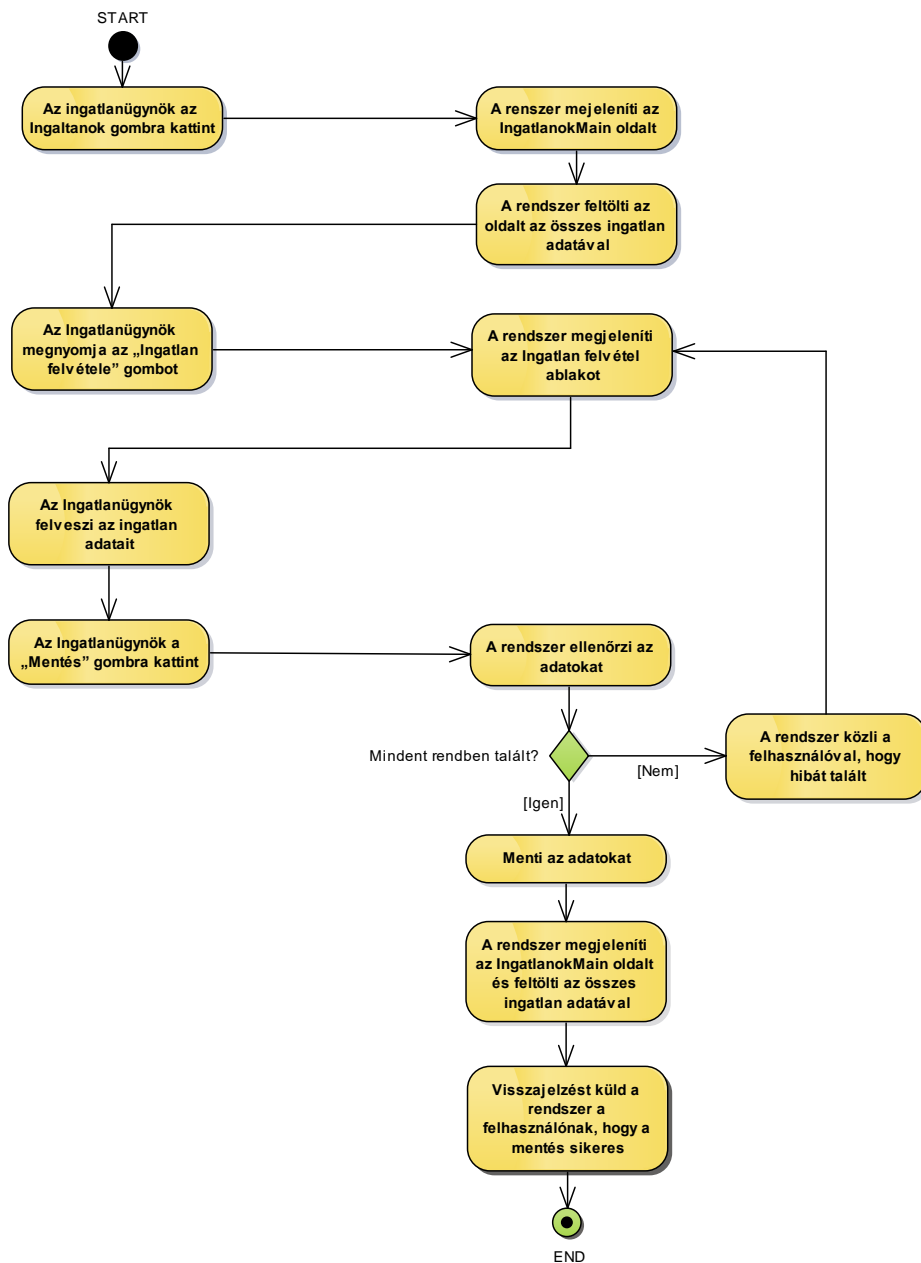 START
Az ingatlanügynök az
Ingaltanok gombra kattint
A renszer mejeleníti az
IngatlanokMain oldalt
A rendszer feltölti az
oldalt az összes ingatlan
adatával
Az Ingatlanügynök
megnyomja az „Ingatlan
felvétele” gombot
A rendszer megjeleníti
az Ingatlan felvétel
ablakot
Az Ingatlanügynök
felveszi az ingatlan
adatait
Az Ingatlanügynök a
„Mentés” gombra kattint
A rendszer ellenőrzi az
adatokat
Mindent rendben talált?
[Nem]
A rendszer közli a
felhasználóval, hogy
hibát talált
[Igen]
Menti az adatokat
A rendszer megjeleníti
az IngatlanokMain oldalt
és feltölti az összes
ingatlan adatával
Visszajelzést küld a
rendszer a
felhasználónak, hogy a
mentés sikeres
END